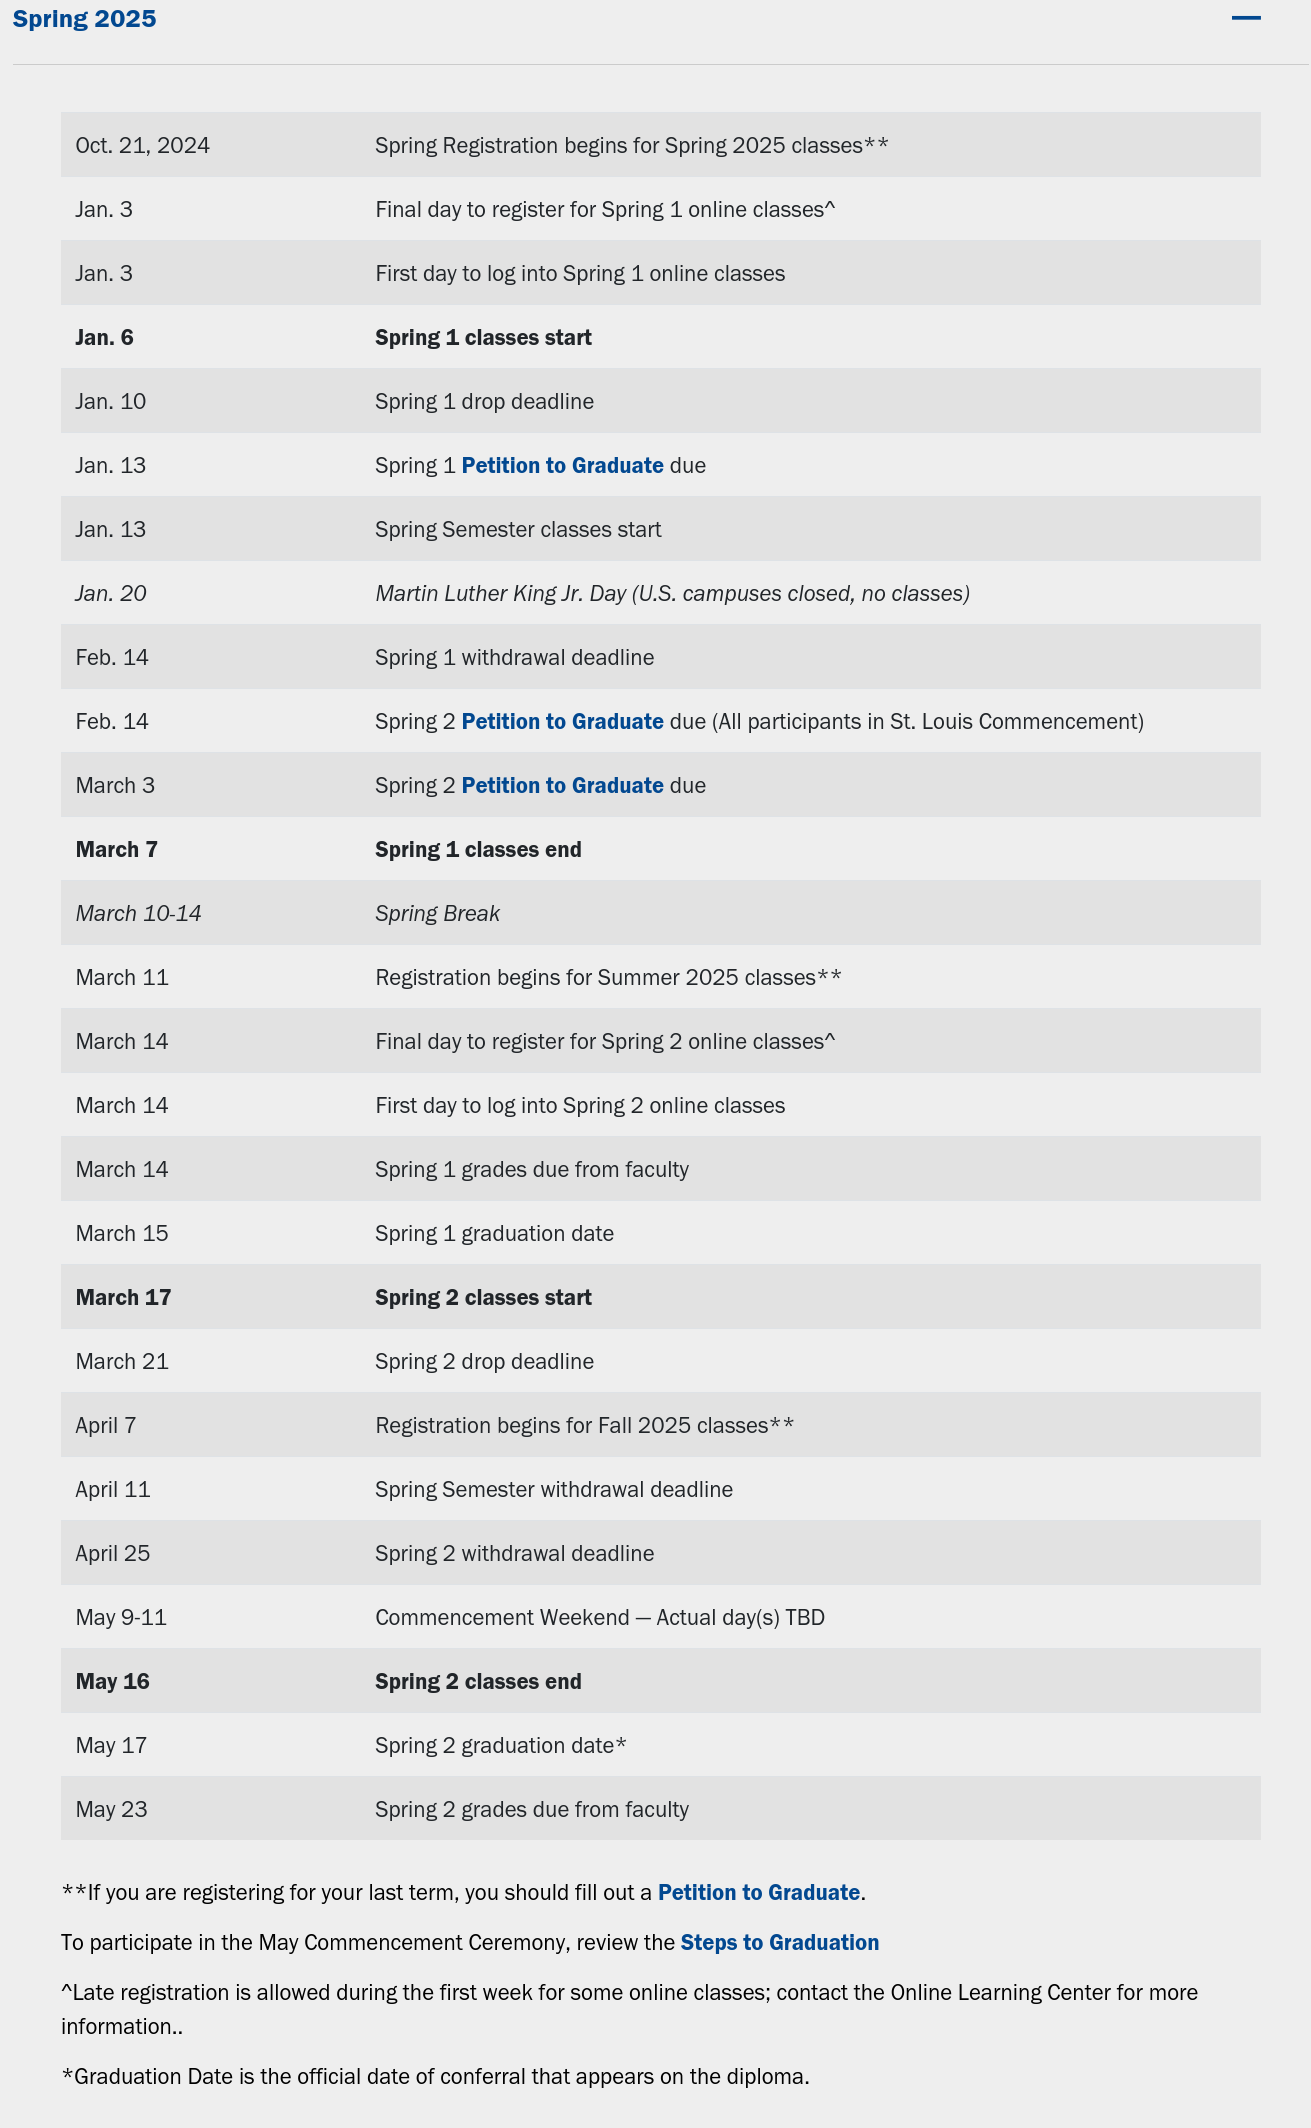 Spring 2025
Oct. 21, 2024 Spring Registration begins for Spring 2025 classes**
Jan. 3 Final day to register for Spring 1 online classes^
Jan. 3 First day to log into Spring 1 online classes
Jan. 6 Spring 1 classes start
Jan. 10 Spring 1 drop deadline
Jan. 13 Spring 1 Petition to Graduate due
Jan. 13 Spring Semester classes start
Jan. 20 Martin Luther King Jr. Day (U.S. campuses closed, no classes)
Feb. 14 Spring 1 withdrawal deadline
Feb. 14 Spring 2 Petition to Graduate due (All participants in St. Louis Commencement)
March 3 Spring 2 Petition to Graduate due
March 7 Spring 1 classes end
March 10-14 Spring Break
March 11 Registration begins for Summer 2025 classes**
March 14 Final day to register for Spring 2 online classes^
March 14 First day to log into Spring 2 online classes
March 14 Spring 1 grades due from faculty
March 15 Spring 1 graduation date
March 17 Spring 2 classes start
March 21 Spring 2 drop deadline
April 7 Registration begins for Fall 2025 classes**
April 11 Spring Semester withdrawal deadline
April 25 Spring 2 withdrawal deadline
May 9-11 Commencement Weekend — Actual day(s) TBD
May 16 Spring 2 classes end
May 17 Spring 2 graduation date*
May 23 Spring 2 grades due from faculty
**If you are registering for your last term, you should fill out a Petition to Graduate.
To participate in the May Commencement Ceremony, review the Steps to Graduation
^Late registration is allowed during the first week for some online classes; contact the Online Learning Center for more
information..
*Graduation Date is the official date of conferral that appears on the diploma.